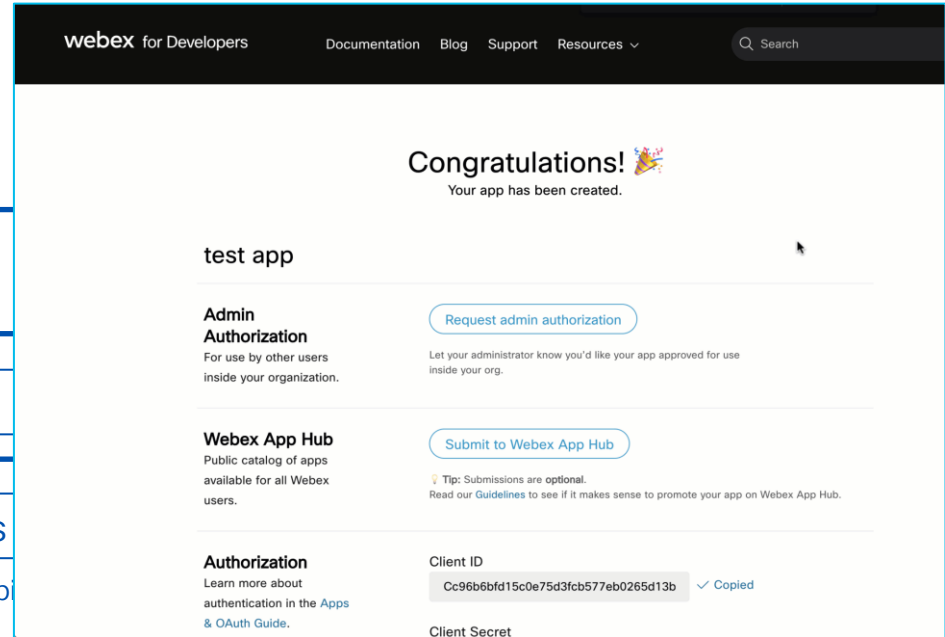 webex for Developers Documentation Blog Support Resources Search
Congratulations! 🎉
Your app has been created.
test app
Admin
Authorization
For use by other users
inside your organization.
Request admin authorization
Let your administrator know you'd like your app approved for use
inside your org.
Webex App Hub
Public catalog of apps
available for all Webex
users.
Submit to Webex App Hub
💡 Tip: Submissions are optional.
Read our Guidelines to see if it makes sense to promote your app on Webex App Hub.
Authorization
Learn more about
authentication in the Apps
& OAuth Guide.
Client ID
Cc96b6bfd15c0e75d3fcb577eb0265d13b Copied
Client Secret